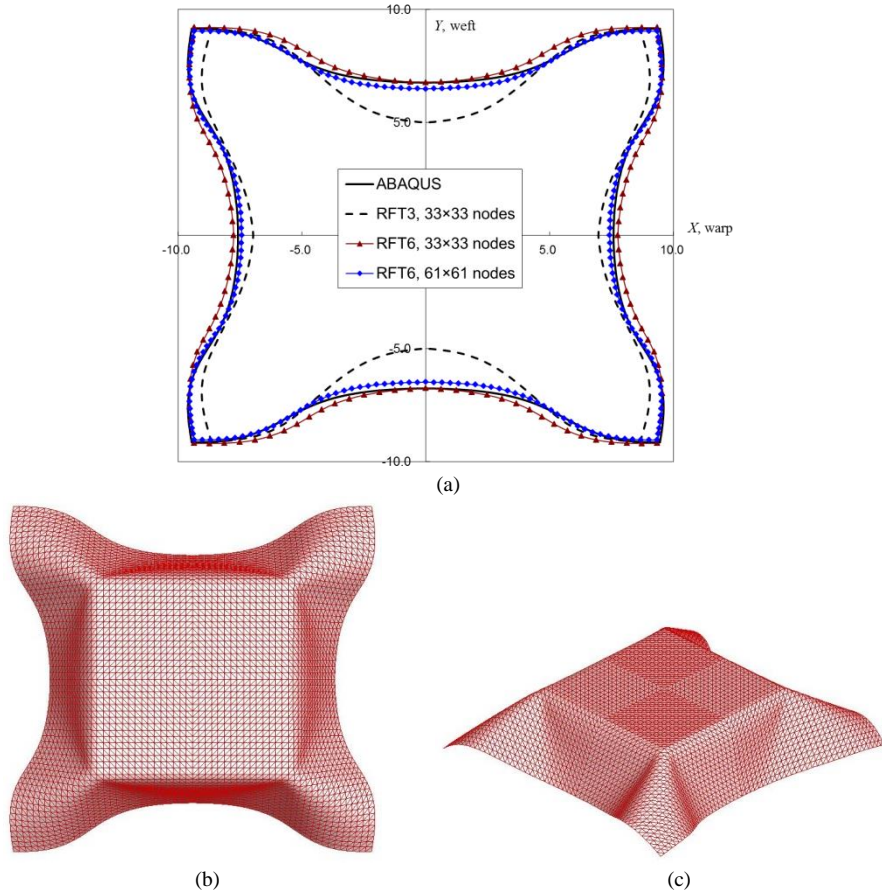 10.0
Y, weft
5.0
ABAQUS
RFT3, 33×33 nodes
X, warp
RFT6, 33×33 nodes
-10.0
-5.0
5.0
10.0
RFT6, 61×61 nodes
-5.0
-10.0
(a)
(b)
(c)